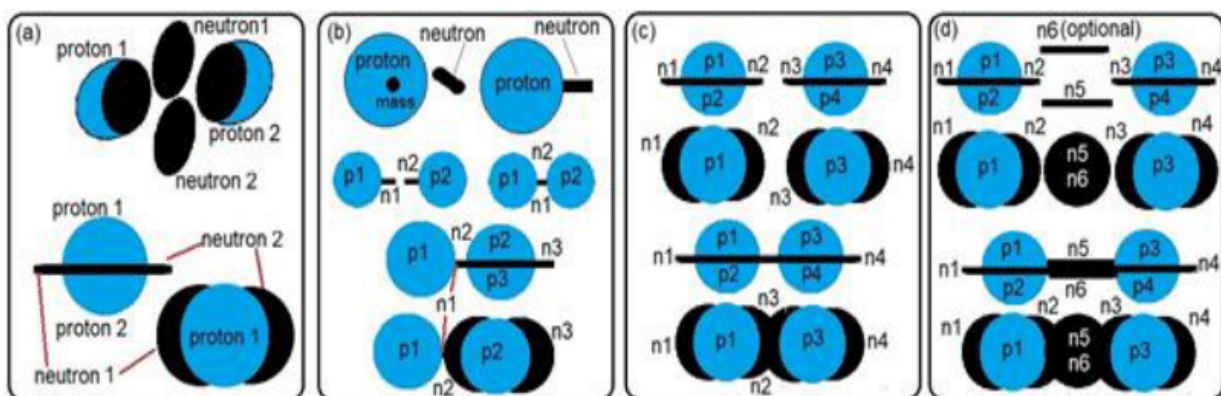 (a)
neutron1
proton 1
proton 2
neutron 2
proton 1
neutron 2
proton 2
proton 1
neutron 1
(b)
neutron
neutron
proton
mass
proton
p1
n2
p2
n1
n2
p1
p2
n1
n2
p1
p2
n3
p3
n1
p1
p2
n3
n2
(c)
n1
p1
n2
n3
p3
n4
p2
p4
n1
p1
n2
p3
n4
n3
p1
p3
n1
n4
p2
p4
n3
n1
p1
p3
n4
n2
(d)
n6 (optional)
n1
p1
n2
n3
p3
n4
p2
n5
p4
n1
n2
n3
n4
p1
n5
n6
p3
p1
n5
p3
n1
n4
p2
n6
p4
n1
n2
n3
n4
p1
n5
n6
p3